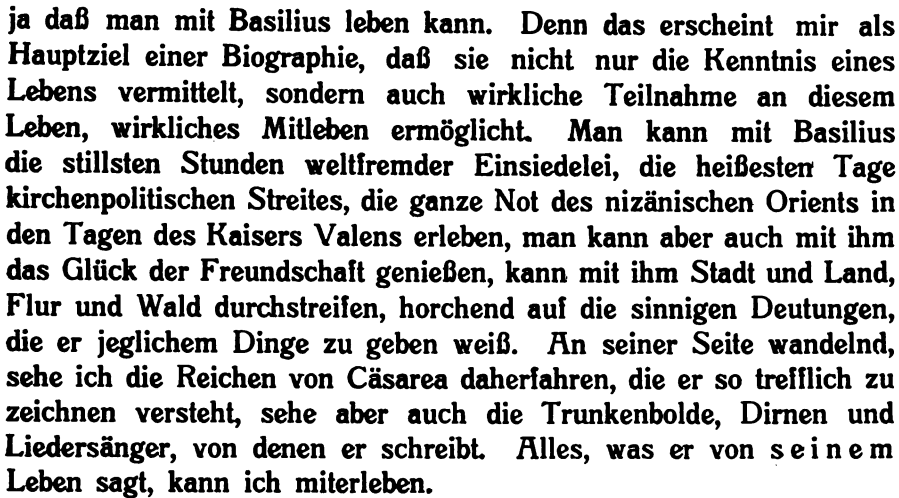 ja daß man mit Basilius leben kann. Denn das erscheint mir als
Hauptziel einer Biographie, daß sie nicht nur die Kenntnis eines
Lebens vermittelt, sondern auch wirkliche Teilnahme an diesem
Leben, wirkliches Mitleben ermöglicht. Man kann mit Basilius
die stillsten Stunden weltfremder Einsiedelei, die heißesten Tage
kirchenpolitischen Streites, die ganze Not des nizänischen Orients in
den Tagen des Kaisers Valens erleben, man kann aber auch mit ihm
das Glück der Freundschaft genießen, kann mit ihm Stadt und Land,
Flur und Wald durchstreifen, horchend auf die sinnigen Deutungen,
die er jeglichem Dinge zu geben weiß. An seiner Seite wandelnd,
sehe ich die Reichen von Cäsarea daherfahren, die er so trefflich zu
zeichnen versteht, sehe aber auch die Trunkenbolde, Dirnen und
Liedersänger, von denen er schreibt. Alles, was er von seinem
Leben sagt, kann ich miterleben.